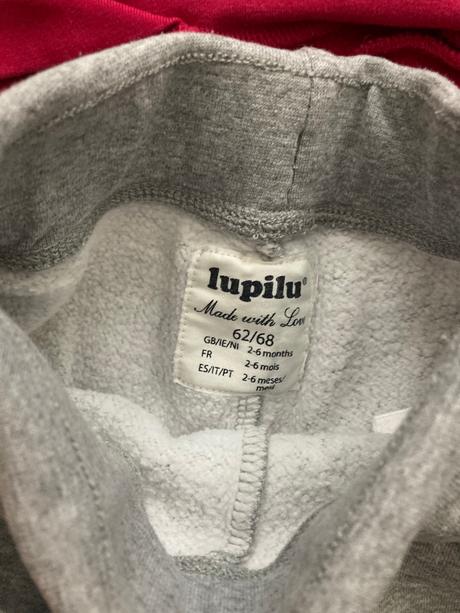 lupilu®
Made with Love
62/68
GB/IE/NI 2-6 months
FR 2-6 mois
ES/IT/PT 2-6 meses/
mesi